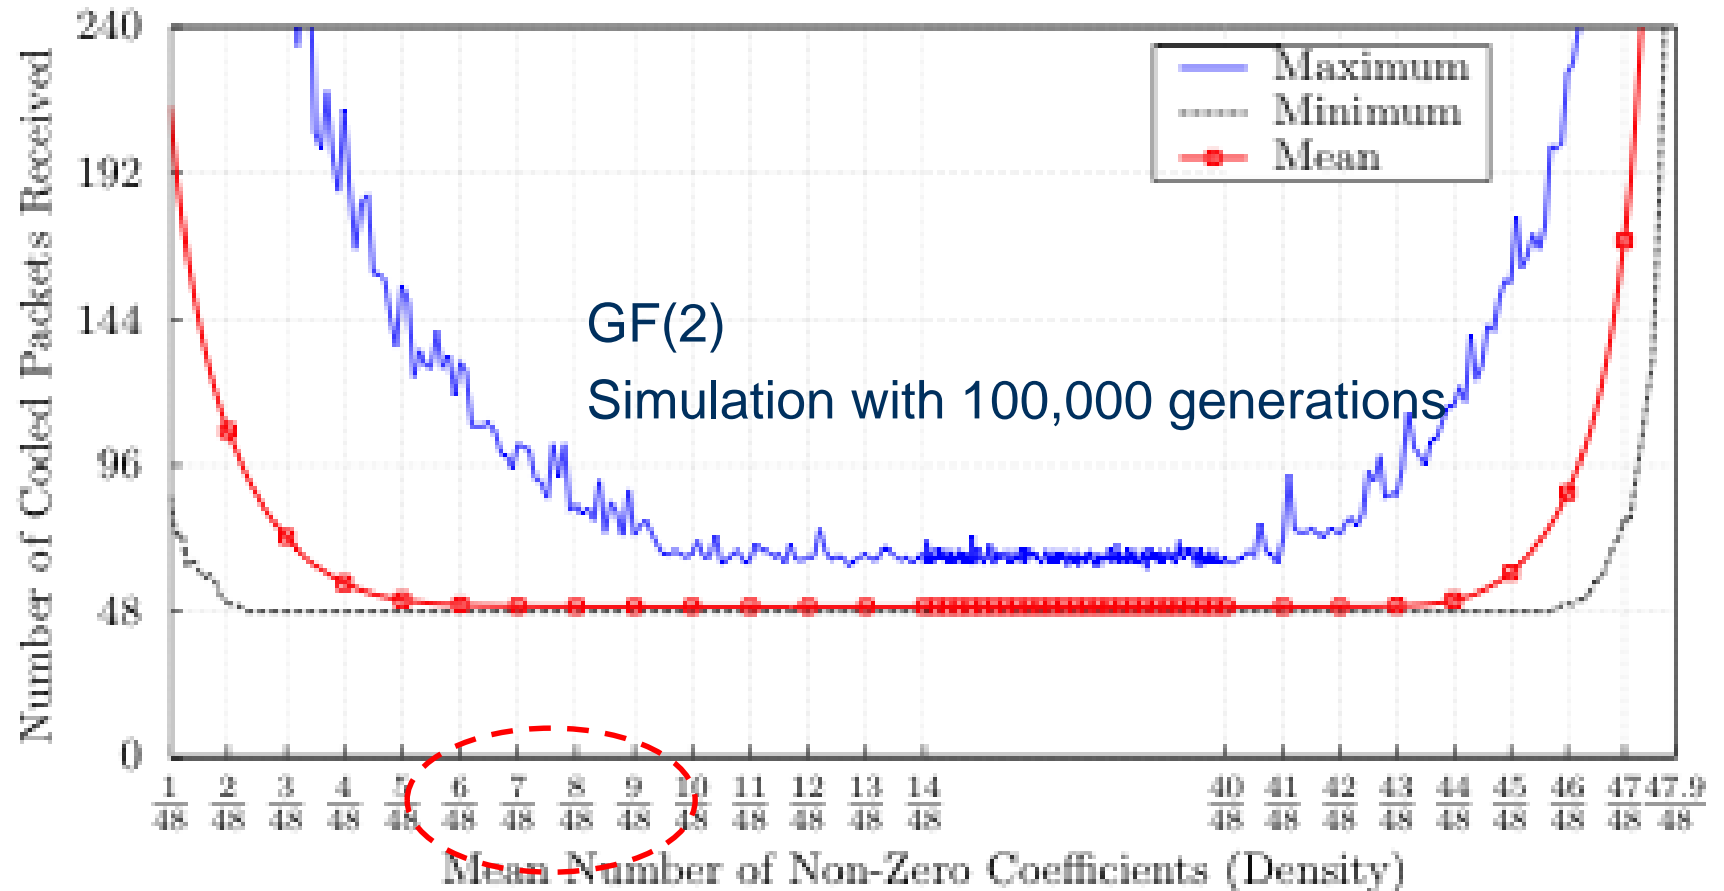 240
192
144
96
48
0
Number of Coded Packets Received
Maximum
Minimum
Mean
GF(2)
Simulation with 100,000 generations
1 2 3 4 5 6 7 8 9 10 11 12 13 14 40 41 42 43 44 45 46 47 47.9
48 48 48 48 48 48 48 48 48 48 48 48 48 48 48 48 48 48 48 48 48 48 48
Mean Number of Non-Zero Coefficients (Density)